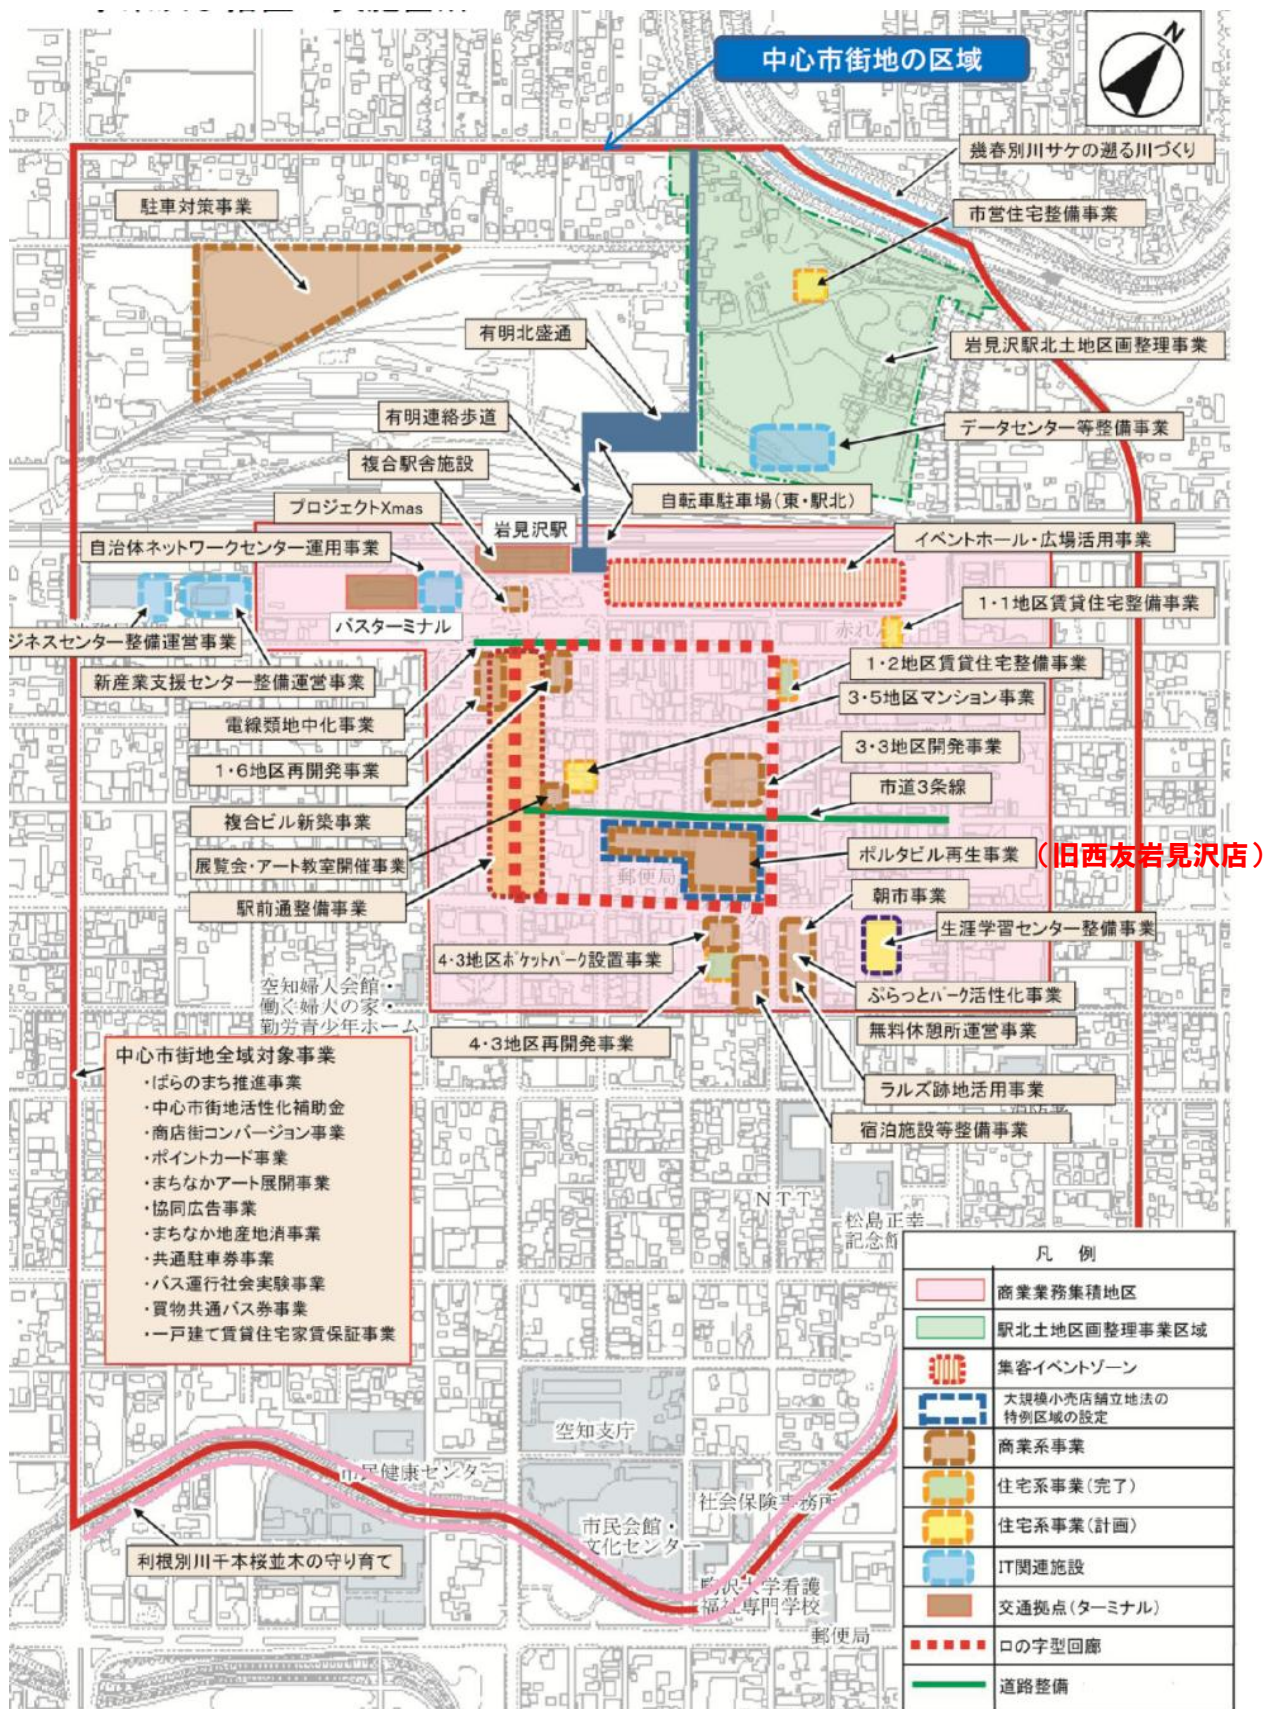 中心市街地の区域
N
幾春別川サケの遡る川づくり
駐車対策事業
市営住宅整備事業
有明北盛通
岩見沢駅北土地区画整理事業
有明連絡歩道
データセンター等整備事業
複合駅舎施設
プロジェクトXmas
自転車駐車場(東・駅北)
岩見沢駅
自治体ネットワークセンター運用事業
イベントホール・広場活用事業
1・1地区賃貸住宅整備事業
バスターミナル
赤れ
ジネスセンター整備運営事業
1・2地区賃貸住宅整備事業
新産業支援センター整備運営事業
3・5地区マンション事業
電線類地中化事業
3・3地区開発事業
1・6地区再開発事業
市道3条線
複合ビル新築事業
展覧会・アート教室開催事業
ポルタビル再生事業
(旧西友岩見沢店)
郵便局
朝市事業
駅前通整備事業
生涯学習センター整備事業
4・3地区ポケットパーク設置事業
空知婦人会館・
働く婦人の家・
勤労青少年ホーム
ぷらっとパーク活性化事業
無料休憩所運営事業
4・3地区再開発事業
ラルズ跡地活用事業
宿泊施設等整備事業
中心市街地全域対象事業
・ばらのまち推進事業
・中心市街地活性化補助金
・商店街コンバージョン事業
・ポイントカード事業
・まちなかアート展開事業
・協同広告事業
・まちなか地産地消事業
・共通駐車券事業
・バス運行社会実験事業
・買物共通バス券事業
・一戸建て賃貸住宅家賃保証事業
NTT
松島正幸
記念館
凡 例
商業業務集積地区
駅北土地区画整理事業区域
集客イベントゾーン
大規模小売店舗立地法の
特例区域の設定
商業系事業
住宅系事業(完了)
住宅系事業(計画)
IT関連施設
交通拠点(ターミナル)
ロの字型回廊
道路整備
空知支庁
市民健康センター
社会保険事務所
市民会館・
文化センター
利根別川千本桜並木の守り育て
駒沢大学看護
福祉専門学校
郵便局